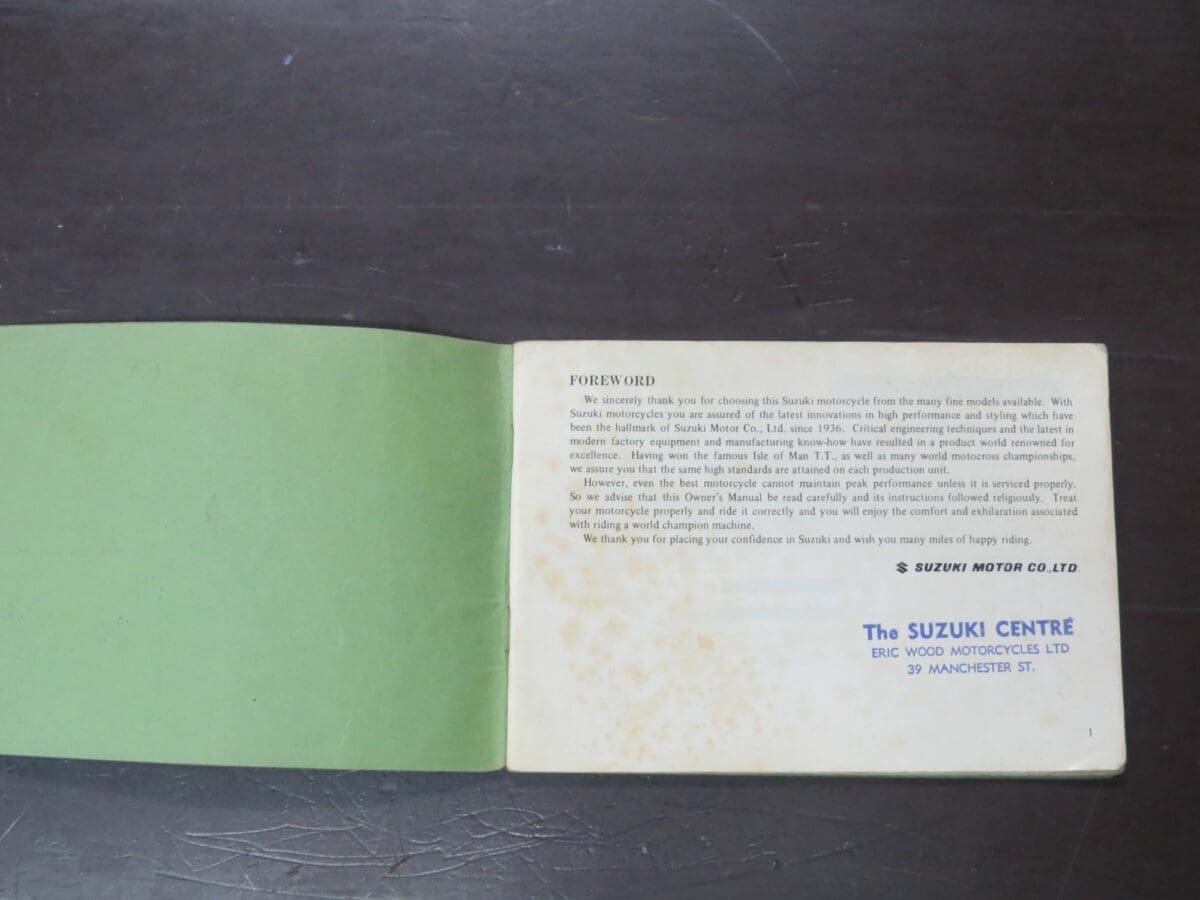 FOREWORD
We sincerely thank you for choosing this Suzuki motorcycle from the many fine models available. With
Suzuki motorcycles you are assured of the latest innovations in high performance and styling which have
been the hallmark of Suzuki Motor Co., Ltd. since 1936. Critical engineering techniques and the latest in
modern factory equipment and manufacturing know-how have resulted in a product world renowned for
excellence. Having won the famous Isle of Man T.T., as well as many world motocross championships,
we assure you that the same high standards are attained on each production unit.
However, even the best motorcycle cannot maintain peak performance unless it is serviced properly.
So we advise that this Owner's Manual be read carefully and its instructions followed religiously. Treat
your motorcycle properly and ride it correctly and you will enjoy the comfort and exhilaration associated
with riding a world champion machine.
We thank you for placing your confidence in Suzuki and wish you many miles of happy riding.
SUZUKI MOTOR CO.,LTD.
The SUZUKI CENTRE
ERIC WOOD MOTORCYCLES LTD
39 MANCHESTER ST.
1